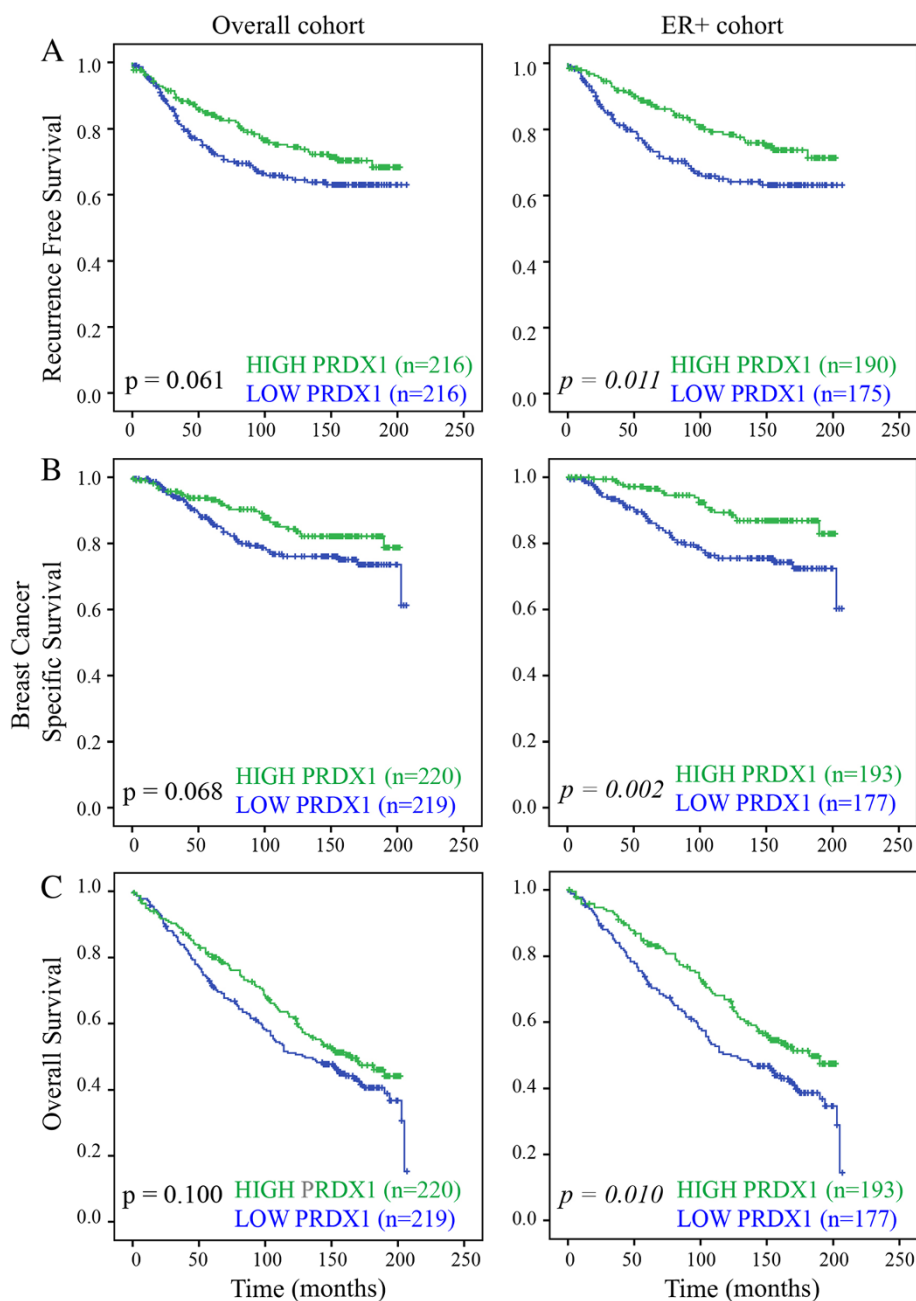 Overall cohort
ER+ cohort
A
Recurrence Free Survival
1.0
0.8
0.6
0.4
0.2
0.0
p = 0.061
HIGH PRDX1 (n=216)
LOW PRDX1 (n=216)
0 50 100 150 200 250
1.0
0.8
0.6
0.4
0.2
0.0
p = 0.011
HIGH PRDX1 (n=190)
LOW PRDX1 (n=175)
0 50 100 150 200 250
B
Breast Cancer
Specific Survival
1.0
0.8
0.6
0.4
0.2
0.0
p = 0.068
HIGH PRDX1 (n=220)
LOW PRDX1 (n=219)
0 50 100 150 200 250
1.0
0.8
0.6
0.4
0.2
0.0
p = 0.002
HIGH PRDX1 (n=193)
LOW PRDX1 (n=177)
0 50 100 150 200 250
C
Overall Survival
1.0
0.8
0.6
0.4
0.2
0.0
p = 0.100
HIGH PRDX1 (n=220)
LOW PRDX1 (n=219)
0 50 100 150 200 250
Time (months)
1.0
0.8
0.6
0.4
0.2
0.0
p = 0.010
HIGH PRDX1 (n=193)
LOW PRDX1 (n=177)
0 50 100 150 200 250
Time (months)